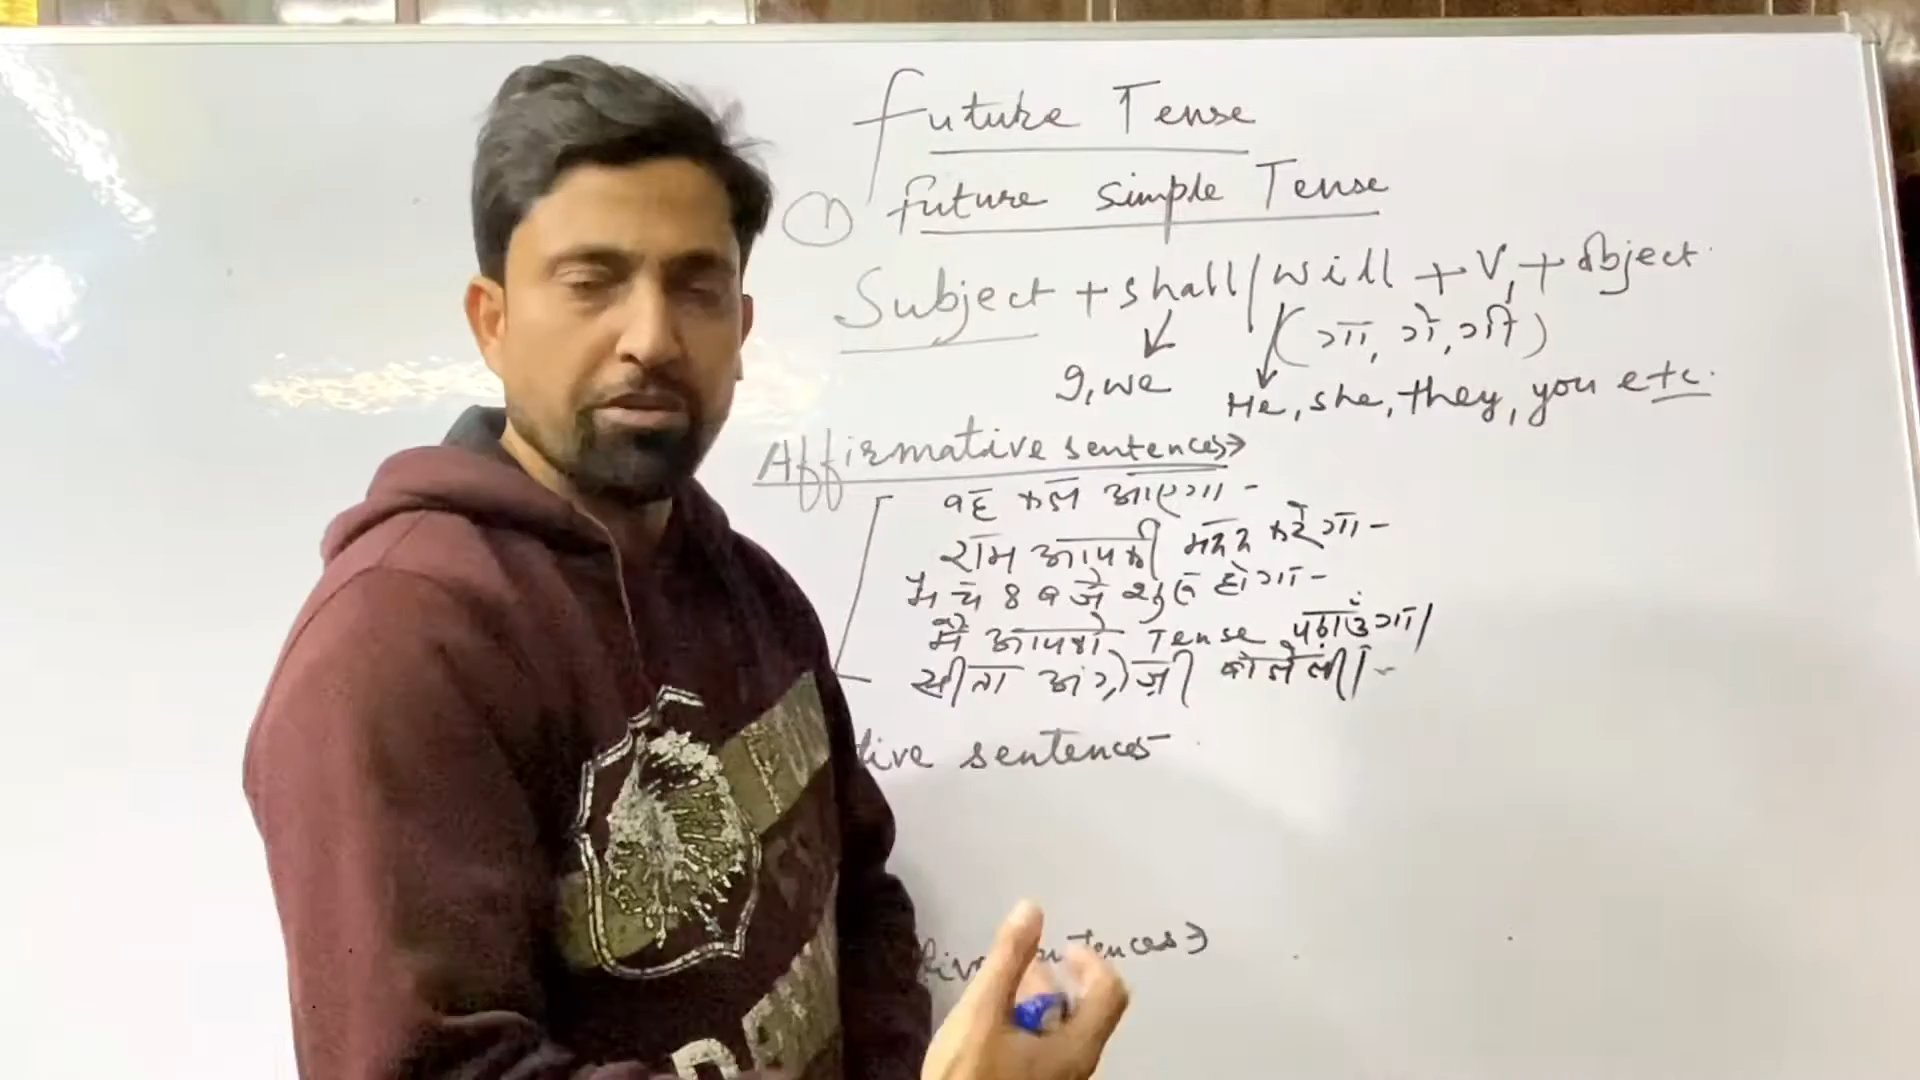 Future Tense
① Future Simple Tense
Subject + shall/will + V₁ + object
(गा, गे, गी)
I, we
He, she, they, you etc.
Affirmative sentences→
वह कल आएगा -
राम आपकी मदद करेगा -
मैच 8 बजे शुरू होगा -
मैं आपको Tense पढ़ाउंगा।
सीता अंग्रेज़ी
tive sentences
tive sentences→